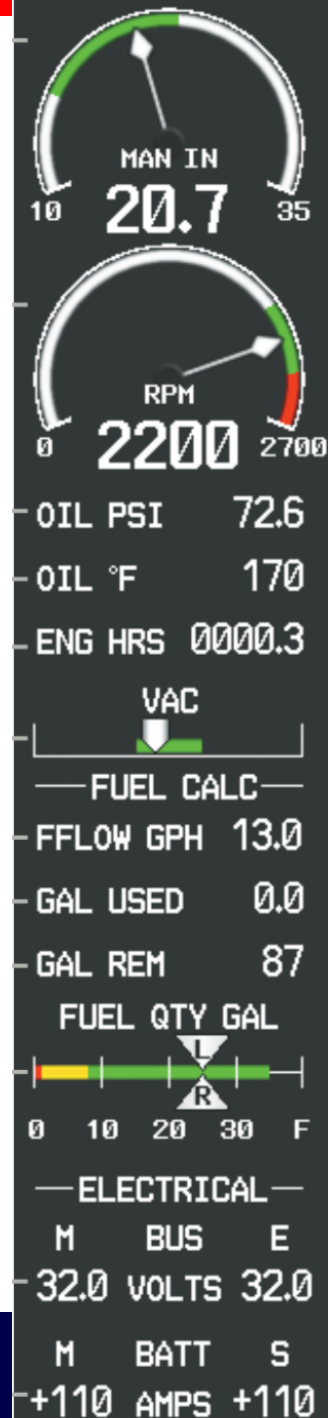 MAN IN
10 20.7 35
RPM
0 2200 2700
OIL PSI 72.6
OIL °F 170
ENG HRS 0000.3
VAC
FUEL CALC
FFLOW GPH 13.0
GAL USED 0.0
GAL REM 87
FUEL QTY GAL
L
R
0 10 20 30 F
ELECTRICAL
M BUS E
32.0 VOLTS 32.0
M BATT S
+110 AMPS +110